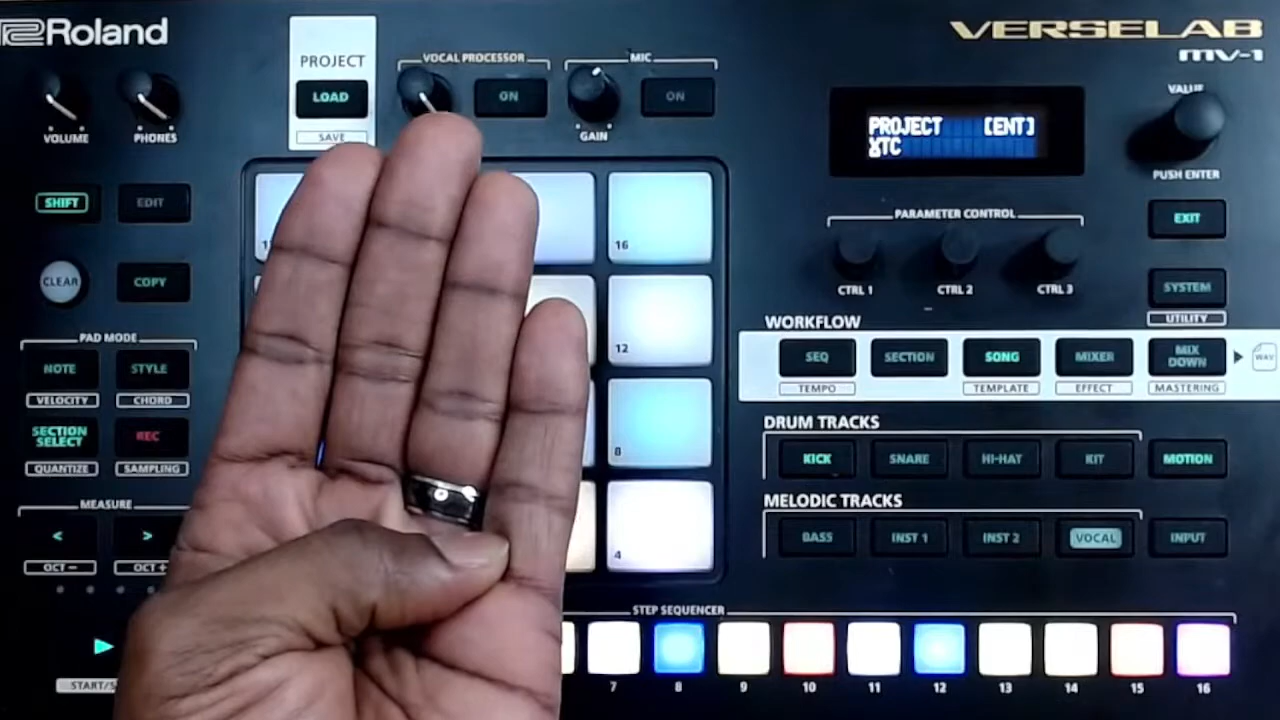 Roland
VERSELAB
MV-1
PROJECT
LOAD
SAVE
VOCAL PROCESSOR
ON
MIC
ON
GAIN
VOLUME
PHONES
PROJECT [ENT]
VALUE
PUSH ENTER
SHIFT
EDIT
16
EXIT
PARAMETER CONTROL
CTRL 1
CTRL 2
CTRL 3
CLEAR
COPY
SYSTEM
UTILITY
12
WORKFLOW
SEQ
SECTION
SONG
MIXER
MIX
DOWN
WAV
TEMPO
TEMPLATE
EFFECT
MASTERING
PAD MODE
NOTE
STYLE
VELOCITY
CHORD
SECTION
SELECT
REC
QUANTIZE
SAMPLING
8
DRUM TRACKS
KICK
SNARE
HI-HAT
KIT
MOTION
MELODIC TRACKS
BASS
INST 1
INST 2
VOCAL
INPUT
MEASURE
<
>
OCT –
OCT +
4
STEP SEQUENCER
7
8
9
10
11
12
13
14
15
16